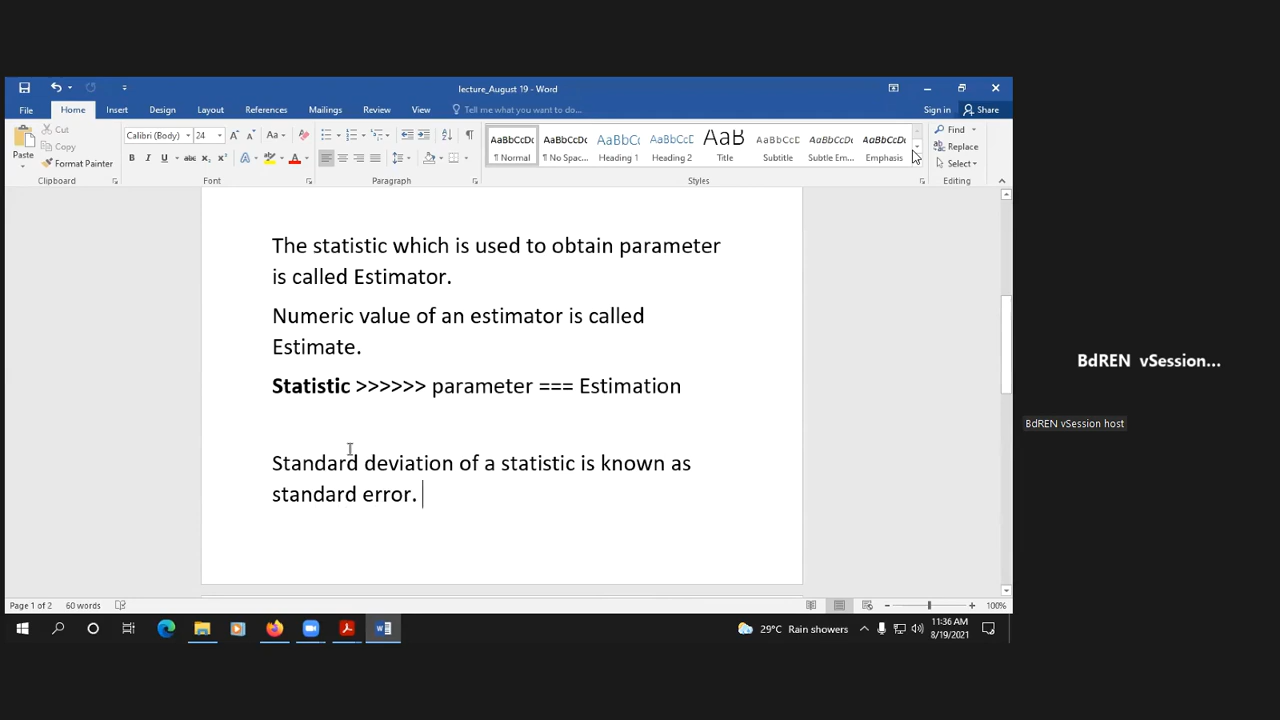 lecture_August 19 - Word
File Home Insert Design Layout References Mailings Review View Tell me what you want to do... Sign in Share
Paste Cut Copy Format Painter
Calibri (Body) 24
AaBbCcDc AaBbCcDc AaBbCc AaBbCcE AaB AaBbCcD AaBbCcDc AaBbCcDc
¶ Normal ¶ No Spac... Heading 1 Heading 2 Title Subtitle Subtle Em... Emphasis
Find
Replace
Select
Clipboard Font Paragraph Styles Editing
The statistic which is used to obtain parameter
is called Estimator.
Numeric value of an estimator is called
Estimate.
Statistic >>>>>> parameter === Estimation
Standard deviation of a statistic is known as
standard error.
BdREN vSession...
BdREN vSession host
Page 1 of 2 60 words 100%
29°C Rain showers 11:36 AM
8/19/2021